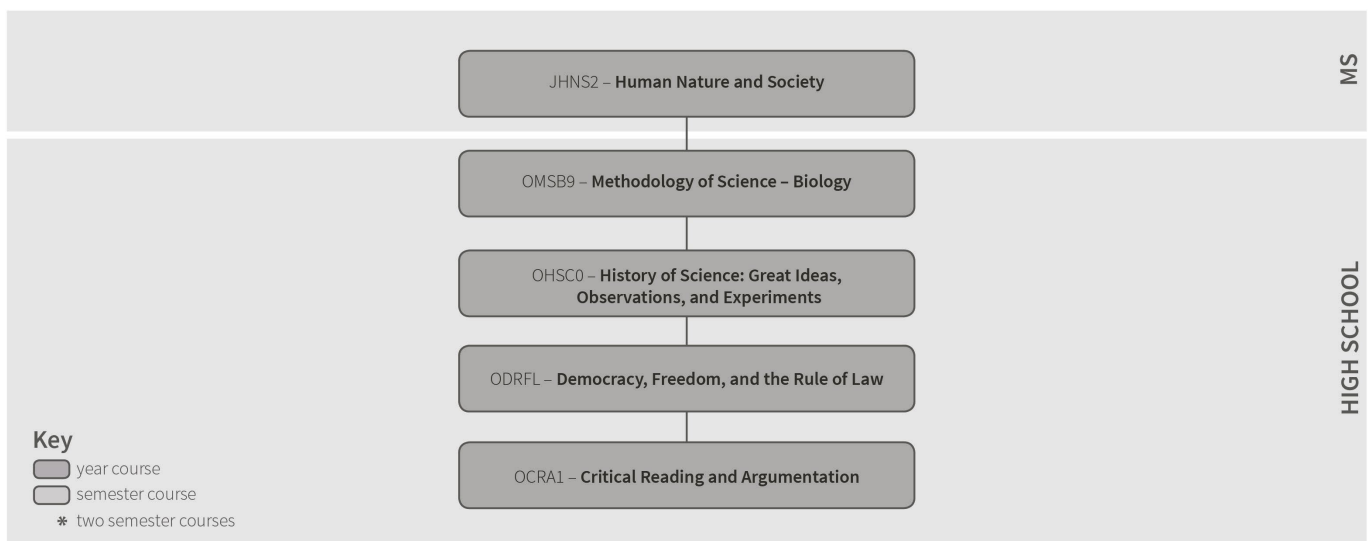 MS
JHNS2 – Human Nature and Society
OMSB9 – Methodology of Science – Biology
OHSC0 – History of Science: Great Ideas,
Observations, and Experiments
HIGH SCHOOL
ODRFL – Democracy, Freedom, and the Rule of Law
OCRA1 – Critical Reading and Argumentation
Key
year course
semester course
* two semester courses